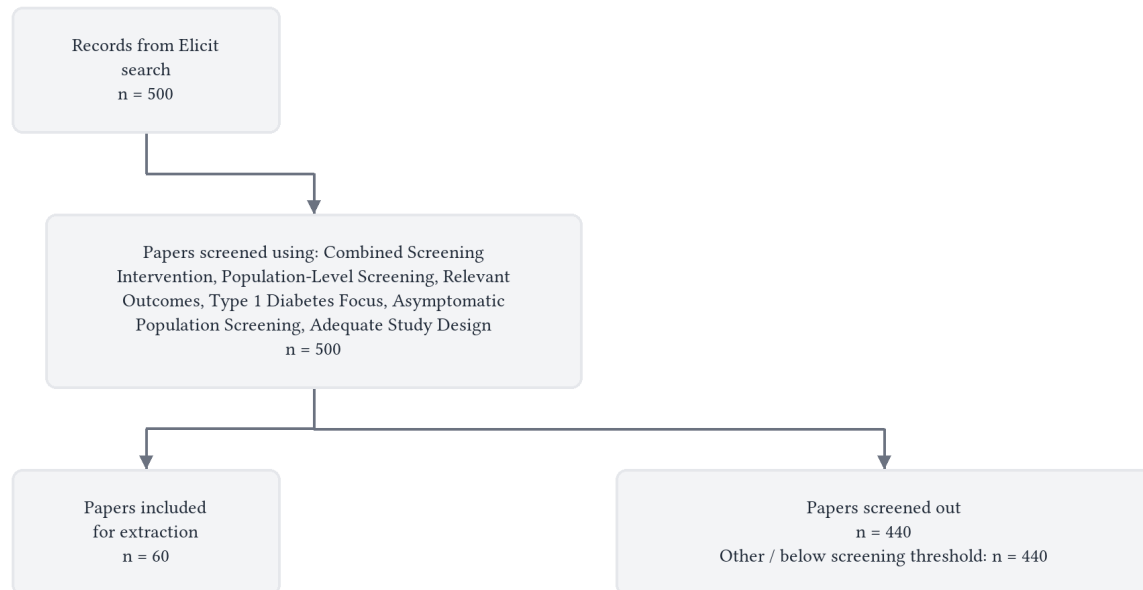 Records from Elicit
search
n = 500
Papers screened using: Combined Screening
Intervention, Population-Level Screening, Relevant
Outcomes, Type 1 Diabetes Focus, Asymptomatic
Population Screening, Adequate Study Design
n = 500
Papers included
for extraction
n = 60
Papers screened out
n = 440
Other / below screening threshold: n = 440